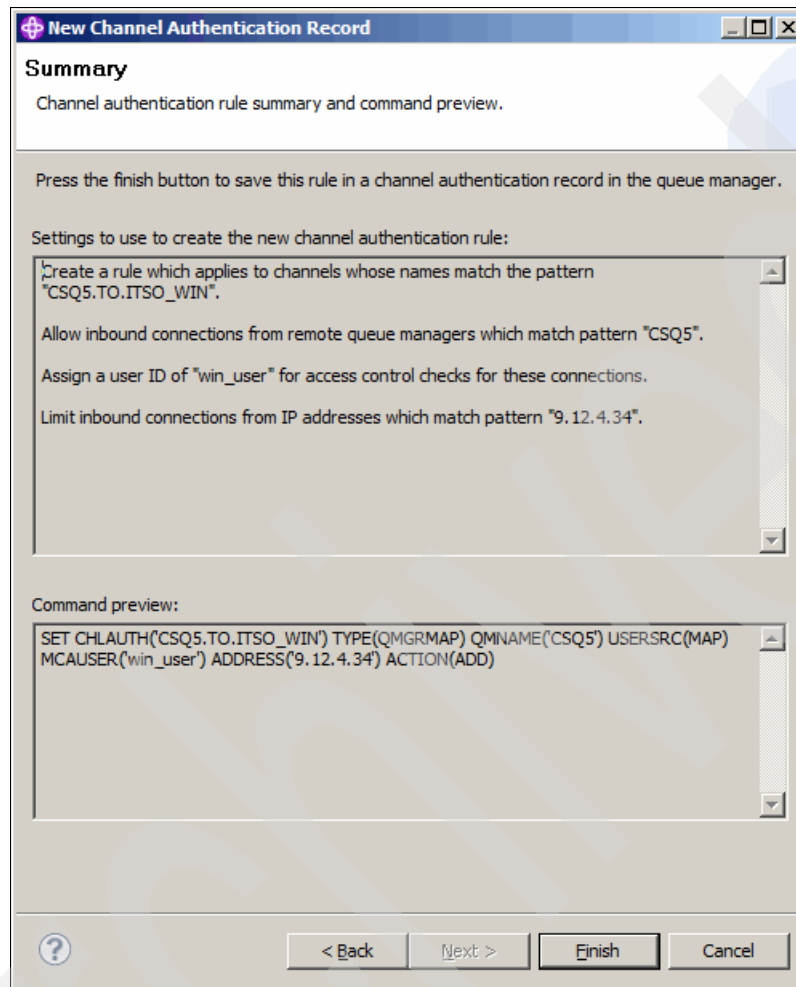 New Channel Authentication Record
Summary
Channel authentication rule summary and command preview.
Press the finish button to save this rule in a channel authentication record in the queue manager.
Settings to use to create the new channel authentication rule:
Create a rule which applies to channels whose names match the pattern
"CSQ5.TO.ITSO_WIN".
Allow inbound connections from remote queue managers which match pattern "CSQ5".
Assign a user ID of "win_user" for access control checks for these connections.
Limit inbound connections from IP addresses which match pattern "9.12.4.34".
Command preview:
SET CHLAUTH('CSQ5.TO.ITSO_WIN') TYPE(QMGRMAP) QMNAME('CSQ5') USERSRC(MAP)
MCAUSER('win_user') ADDRESS('9.12.4.34') ACTION(ADD)
? < Back Next > Finish Cancel